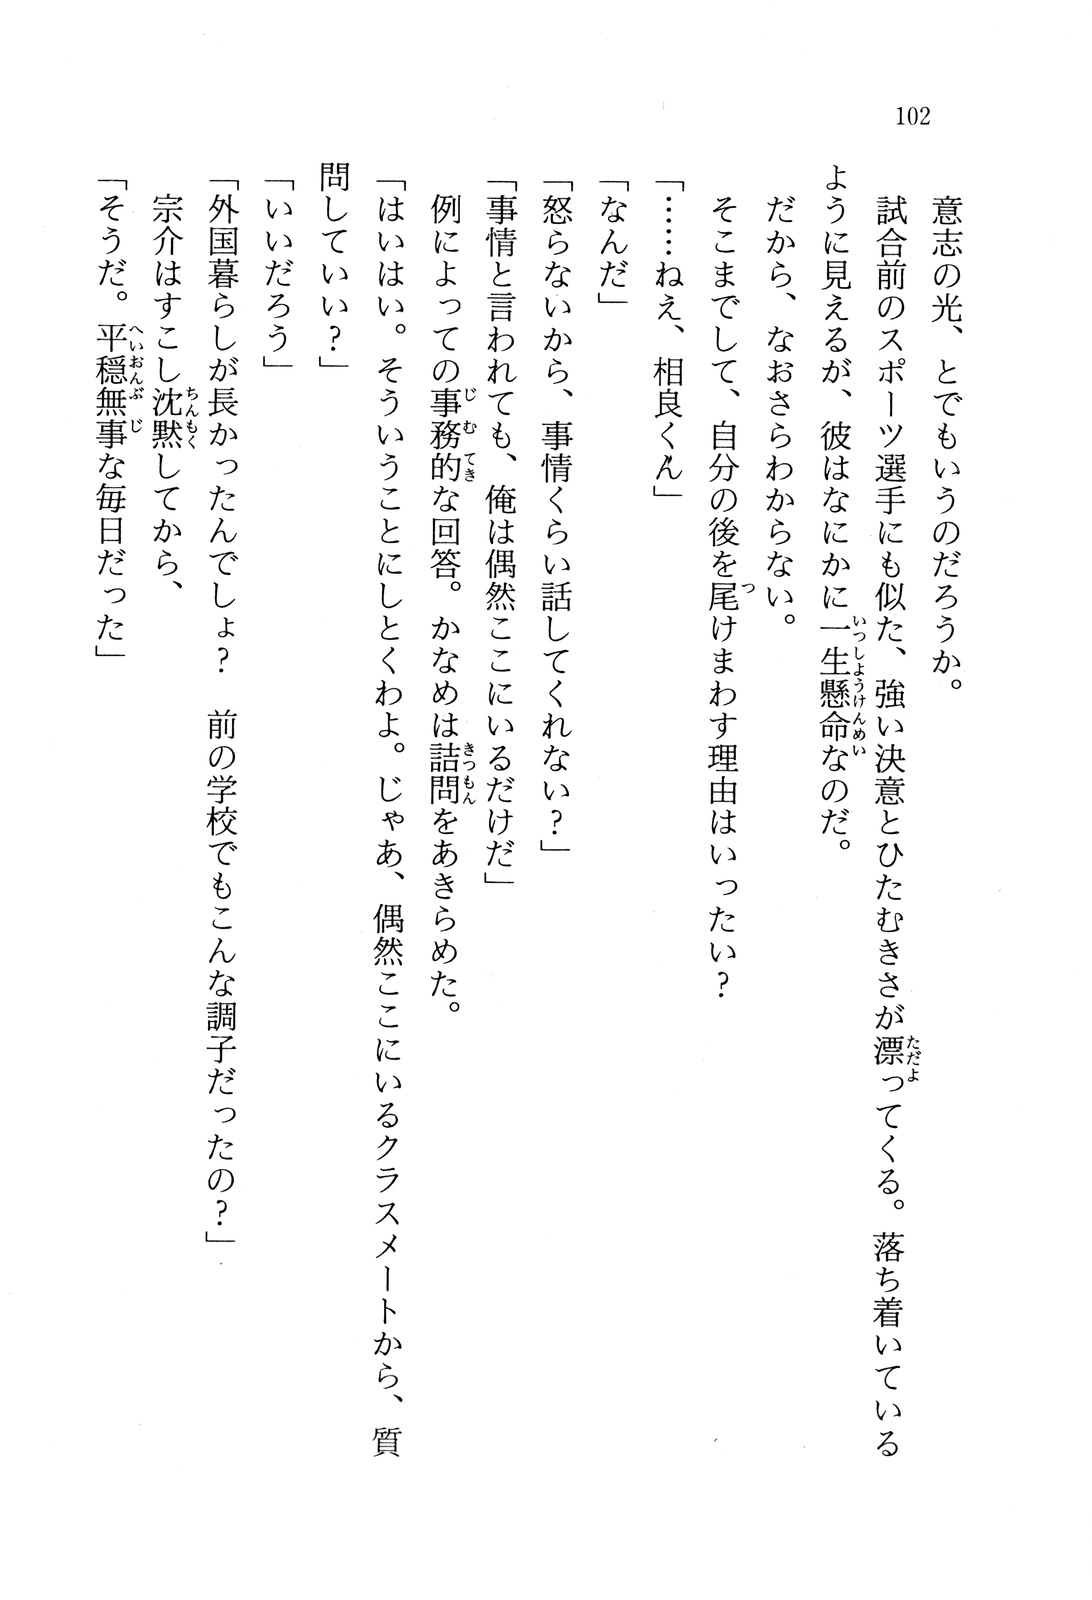 102
意志の光、とでもいうのだろうか。
試合前のスポーツ選手にも似た、強い決意とひたむきさが漂ってくる。落ち着いている
ように見えるが、彼はなにかに一生懸命なのだ。
だから、なおさらわからない。
そこまでして、自分の後を尾けまわす理由はいったい?
「……ねえ、相良くん」
「なんだ」
「怒らないから、事情くらい話してくれない?」
「事情と言われても、俺は偶然ここにいるだけだ」
例によっての事務的な回答。かなめは詰問をあきらめた。
「はいはい。そういうことにしとくわよ。じゃあ、偶然ここにいるクラスメートから、質
問していい?」
「いいだろう」
「外国暮らしが長かったんでしょ?　前の学校でもこんな調子だったの?」
宗介はすこし沈黙してから、
「そうだ。平穏無事な毎日だった」